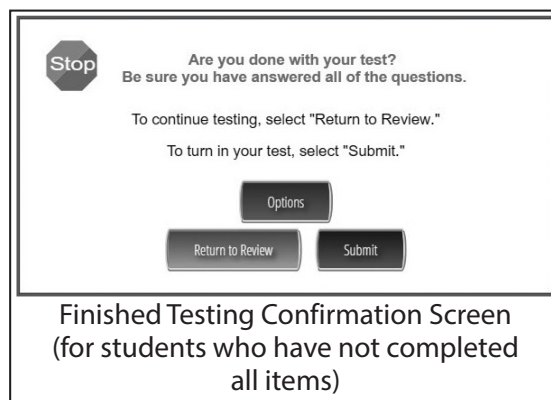 Stop
Are you done with your test?
Be sure you have answered all of the questions.
To continue testing, select "Return to Review."
To turn in your test, select "Submit."
Options
Return to Review
Submit
Finished Testing Confirmation Screen
(for students who have not completed
all items)